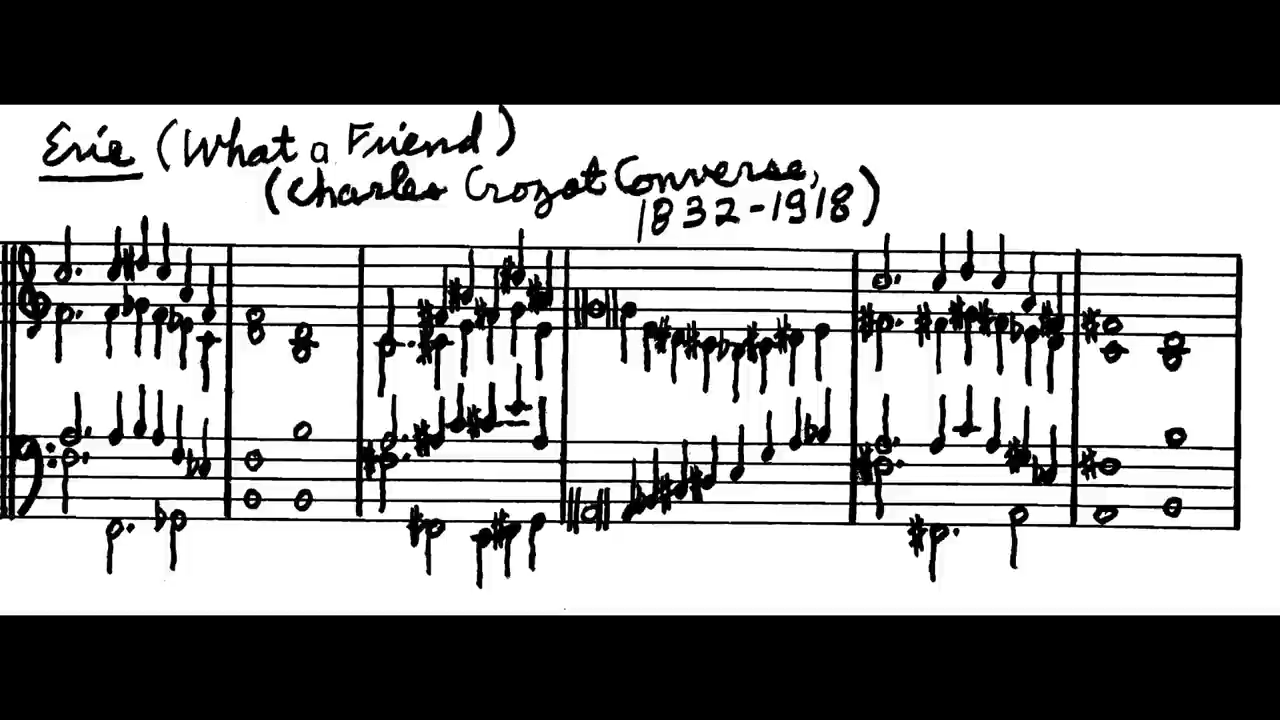 Erie (What a Friend)
(Charles Crozat Converse,
1832-1918)